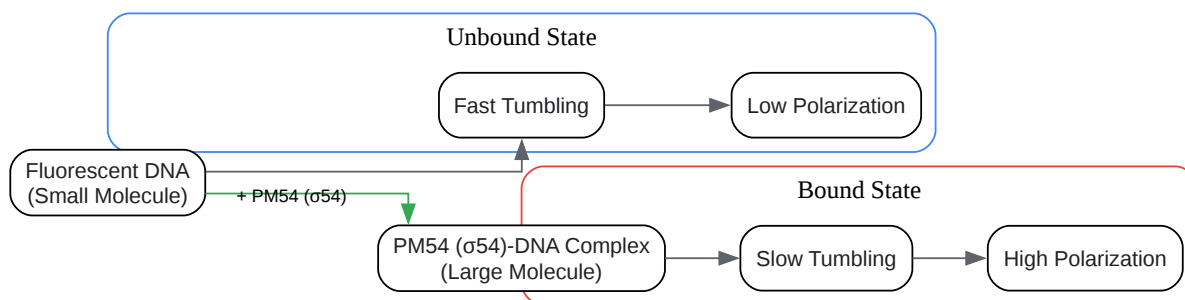 Unbound State
Fast Tumbling
Low Polarization
Fluorescent DNA
(Small Molecule)
+ PM54 (σ54)
Bound State
PM54 (σ54)-DNA Complex
(Large Molecule)
Slow Tumbling
High Polarization